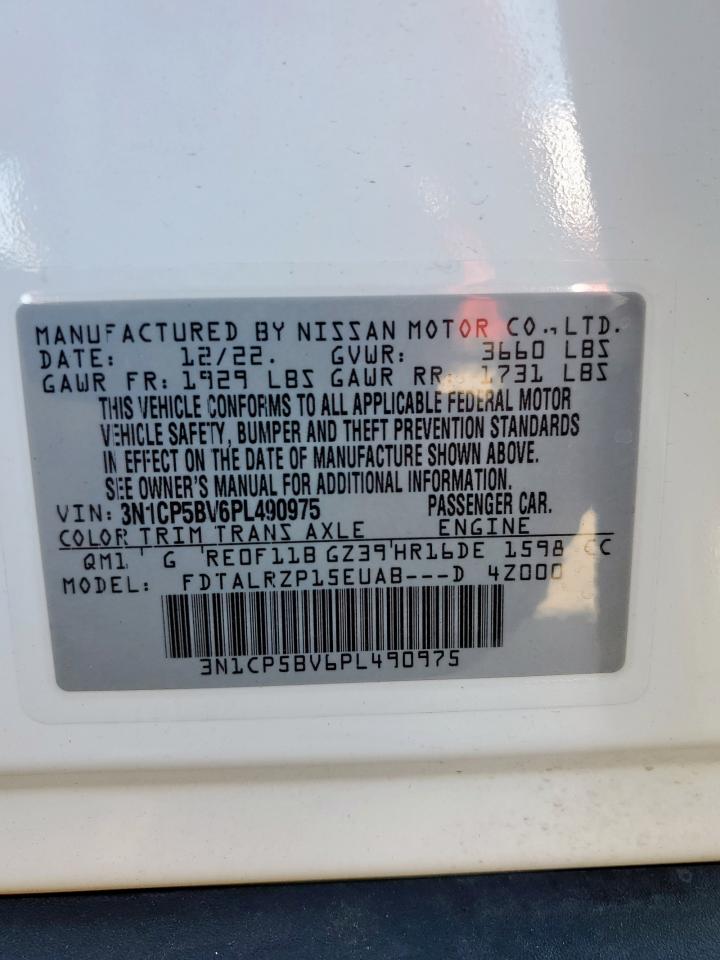 MANUFACTURED BY NISSAN MOTOR CO., LTD.
DATE: 12/22. GVWR: 3660 LBS
GAWR FR: 1929 LBS GAWR RR: 1731 LBS
THIS VEHICLE CONFORMS TO ALL APPLICABLE FEDERAL MOTOR
VEHICLE SAFETY, BUMPER AND THEFT PREVENTION STANDARDS
IN EFFECT ON THE DATE OF MANUFACTURE SHOWN ABOVE.
SEE OWNER'S MANUAL FOR ADDITIONAL INFORMATION.
VIN: 3N1CP5BV6PL490975 PASSENGER CAR.
COLOR TRIM TRANS AXLE ENGINE
QM1 G RE0F11B GZ39 HR16DE 1598 CC
MODEL: FDTALRZP15EUAB---D 4Z000
3N1CP5BV6PL490975